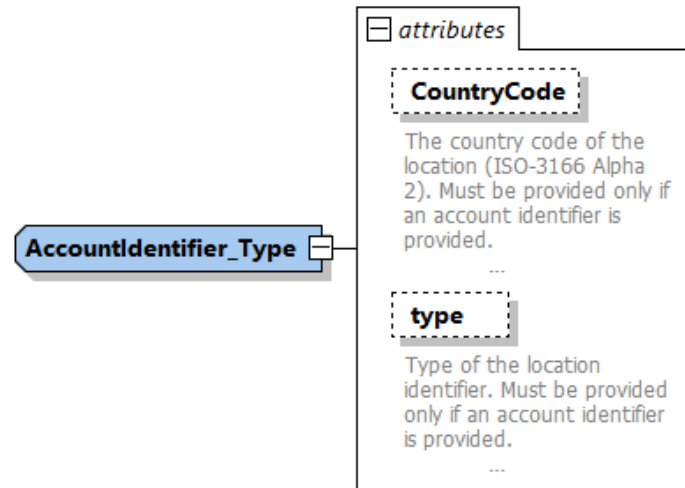 attributes
CountryCode
The country code of the
location (ISO-3166 Alpha
2). Must be provided only if
an account identifier is
provided.
...
AccountIdentifier_Type
type
Type of the location
identifier. Must be provided
only if an account identifier
is provided.
...